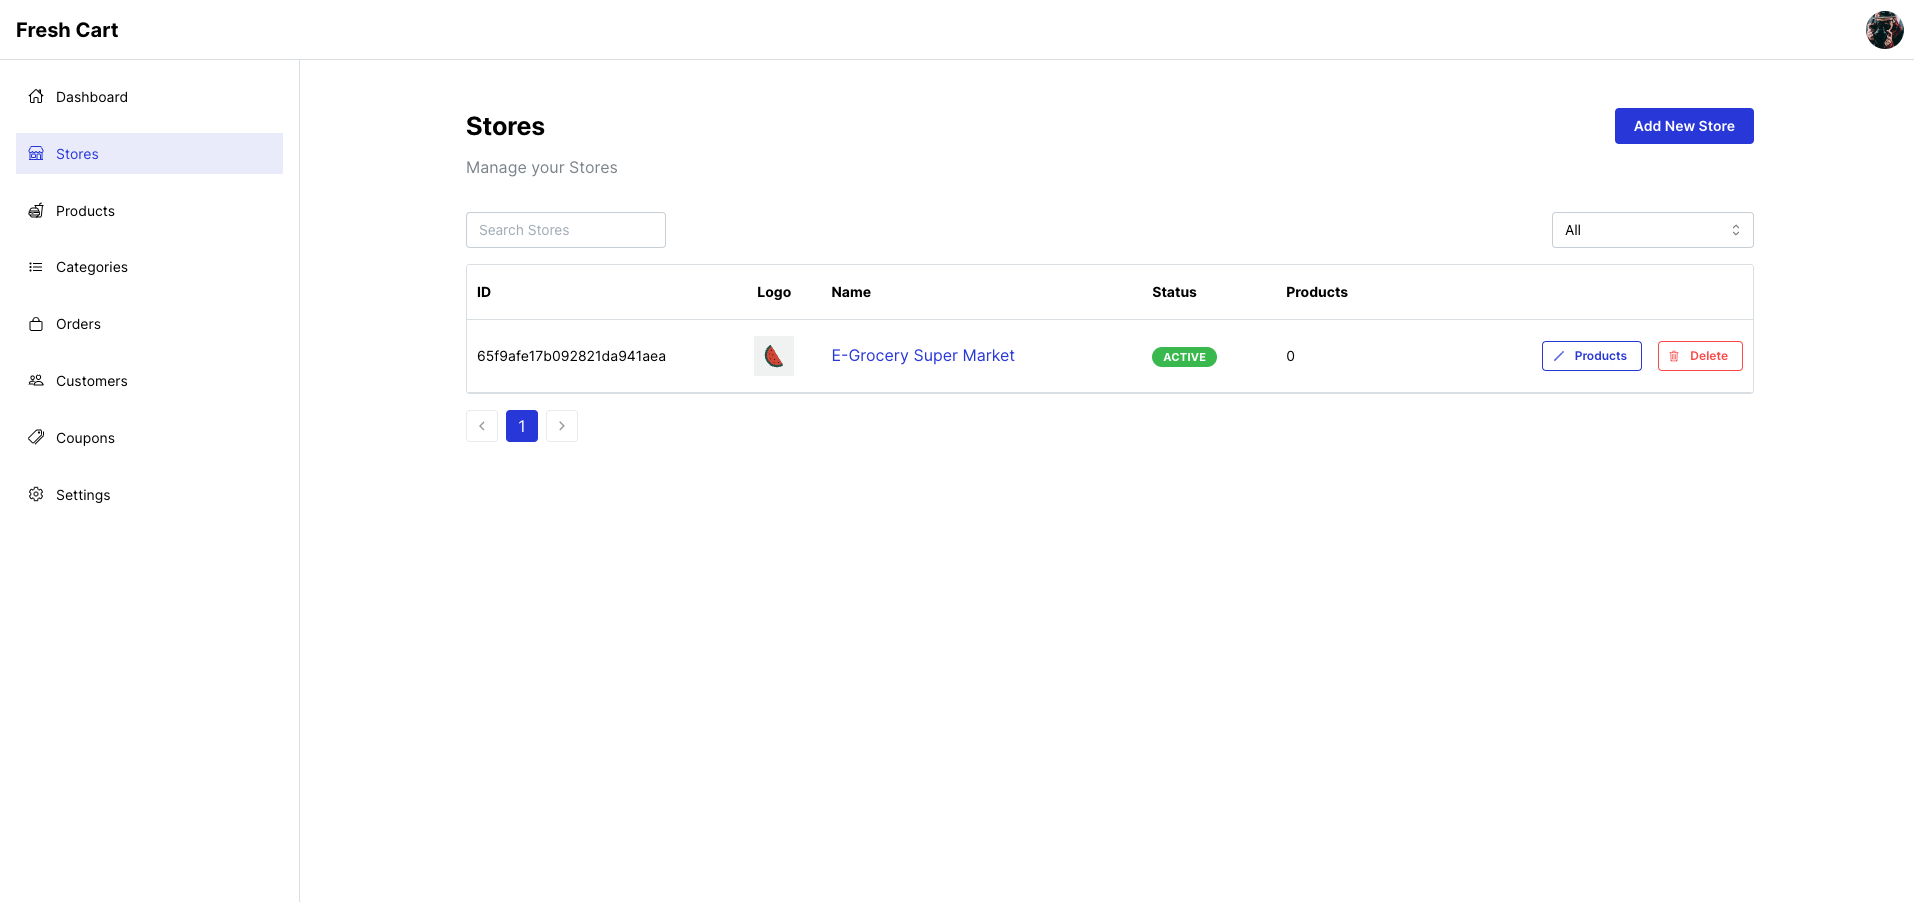 Fresh Cart
Dashboard
Stores
Products
Categories
Orders
Customers
Coupons
Settings
Stores
Add New Store
Manage your Stores
Search Stores
All
ID Logo Name Status Products
65f9afe17b092821da941aea E-Grocery Super Market ACTIVE 0 Products Delete
1